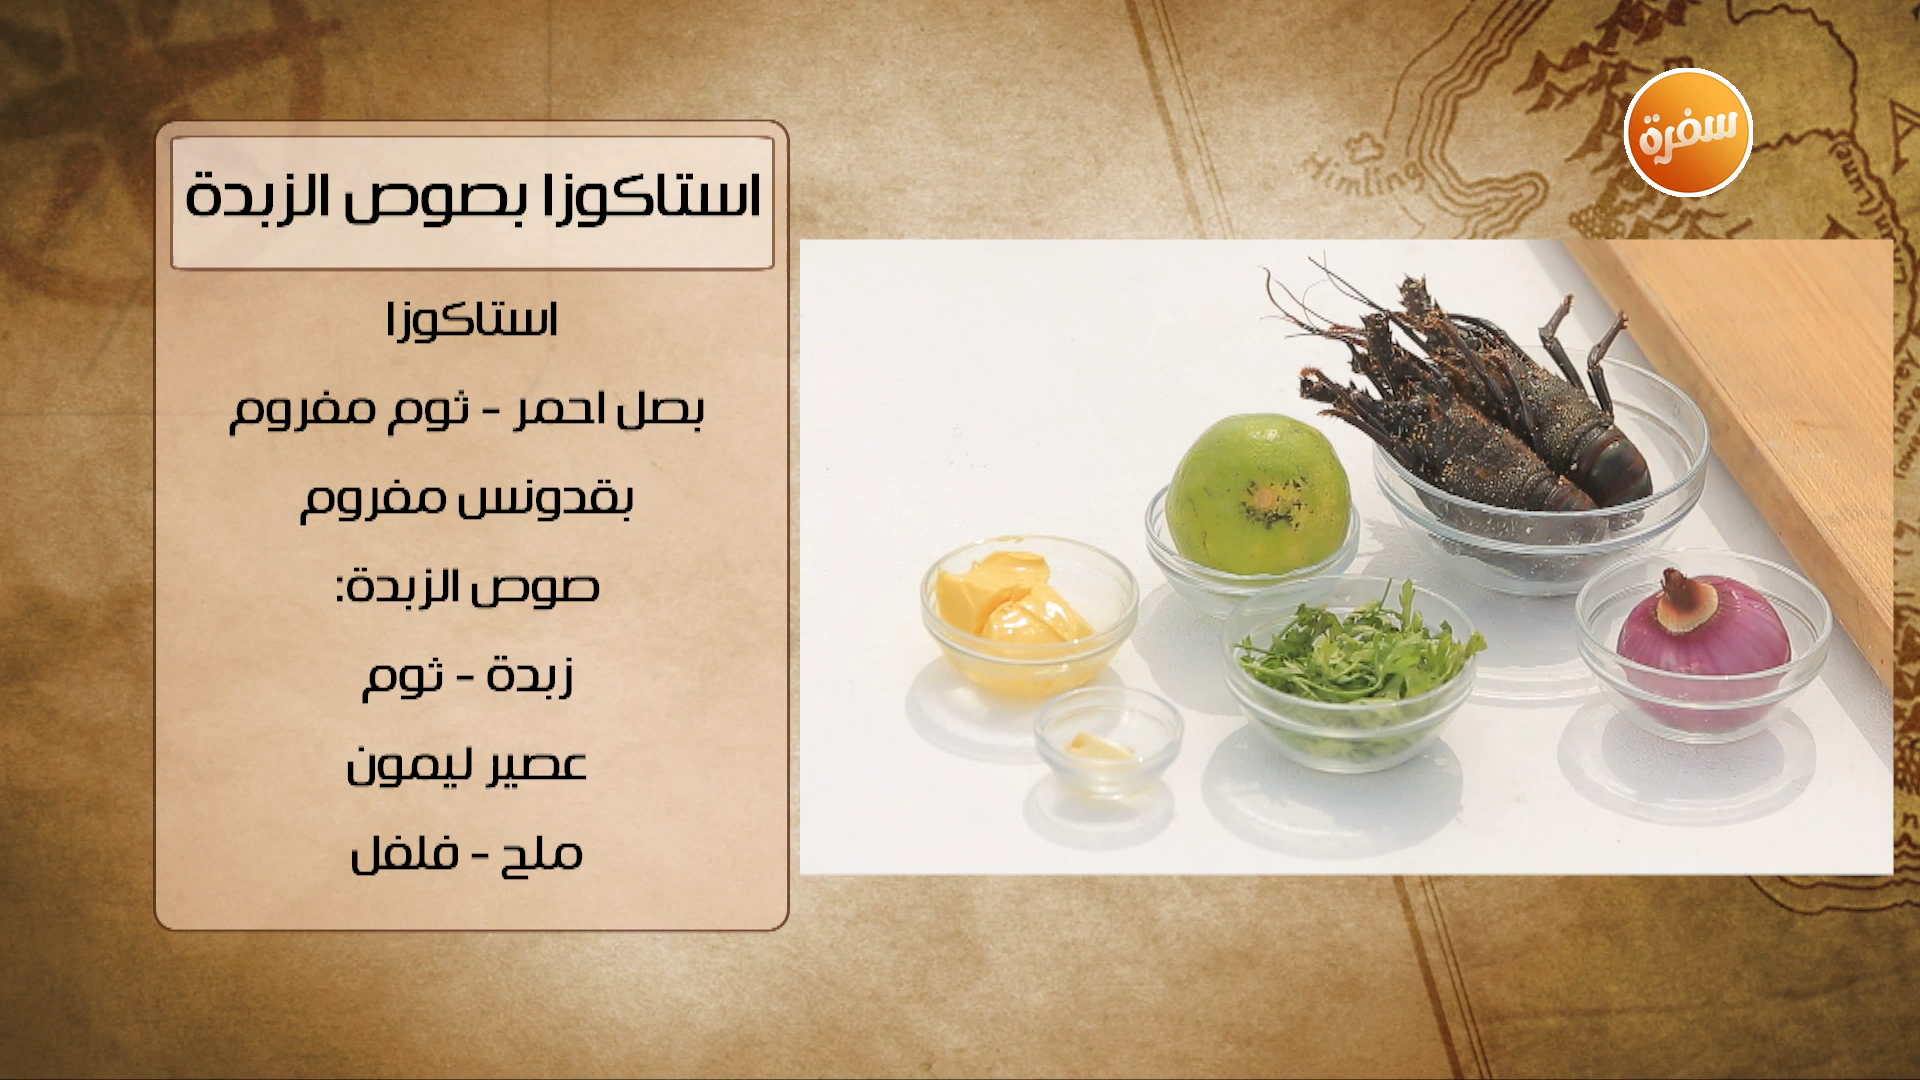 سفرة
استاكوزا بصوص الزبدة
استاكوزا
بصل احمر - ثوم مفروم
بقدونس مفروم
صوص الزبدة:
زبدة - ثوم
عصير ليمون
ملح - فلفل
Himling